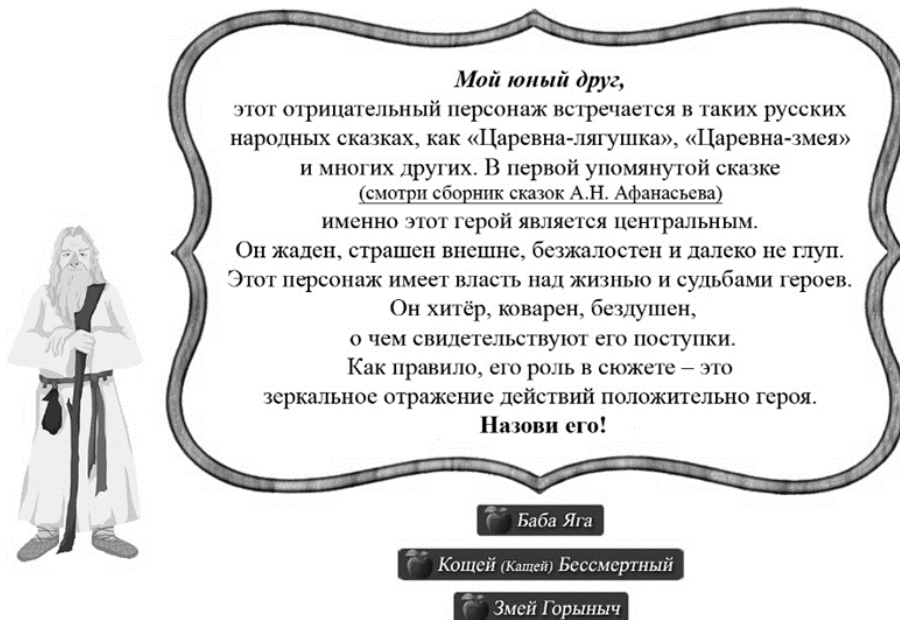 Мой юный друг,
этот отрицательный персонаж встречается в таких русских
народных сказках, как «Царевна-лягушка», «Царевна-змея»
и многих других. В первой упомянутой сказке
(смотри сборник сказок А.Н. Афанасьева)
именно этот герой является центральным.
Он жаден, страшен внешне, безжалостен и далеко не глуп.
Этот персонаж имеет власть над жизнью и судьбами героев.
Он хитёр, коварен, бездушен,
о чем свидетельствуют его поступки.
Как правило, его роль в сюжете – это
зеркальное отражение действий положительно героя.
Назови его!
Баба Яга
Кощей (Кащей) Бессмертный
Змей Горыныч